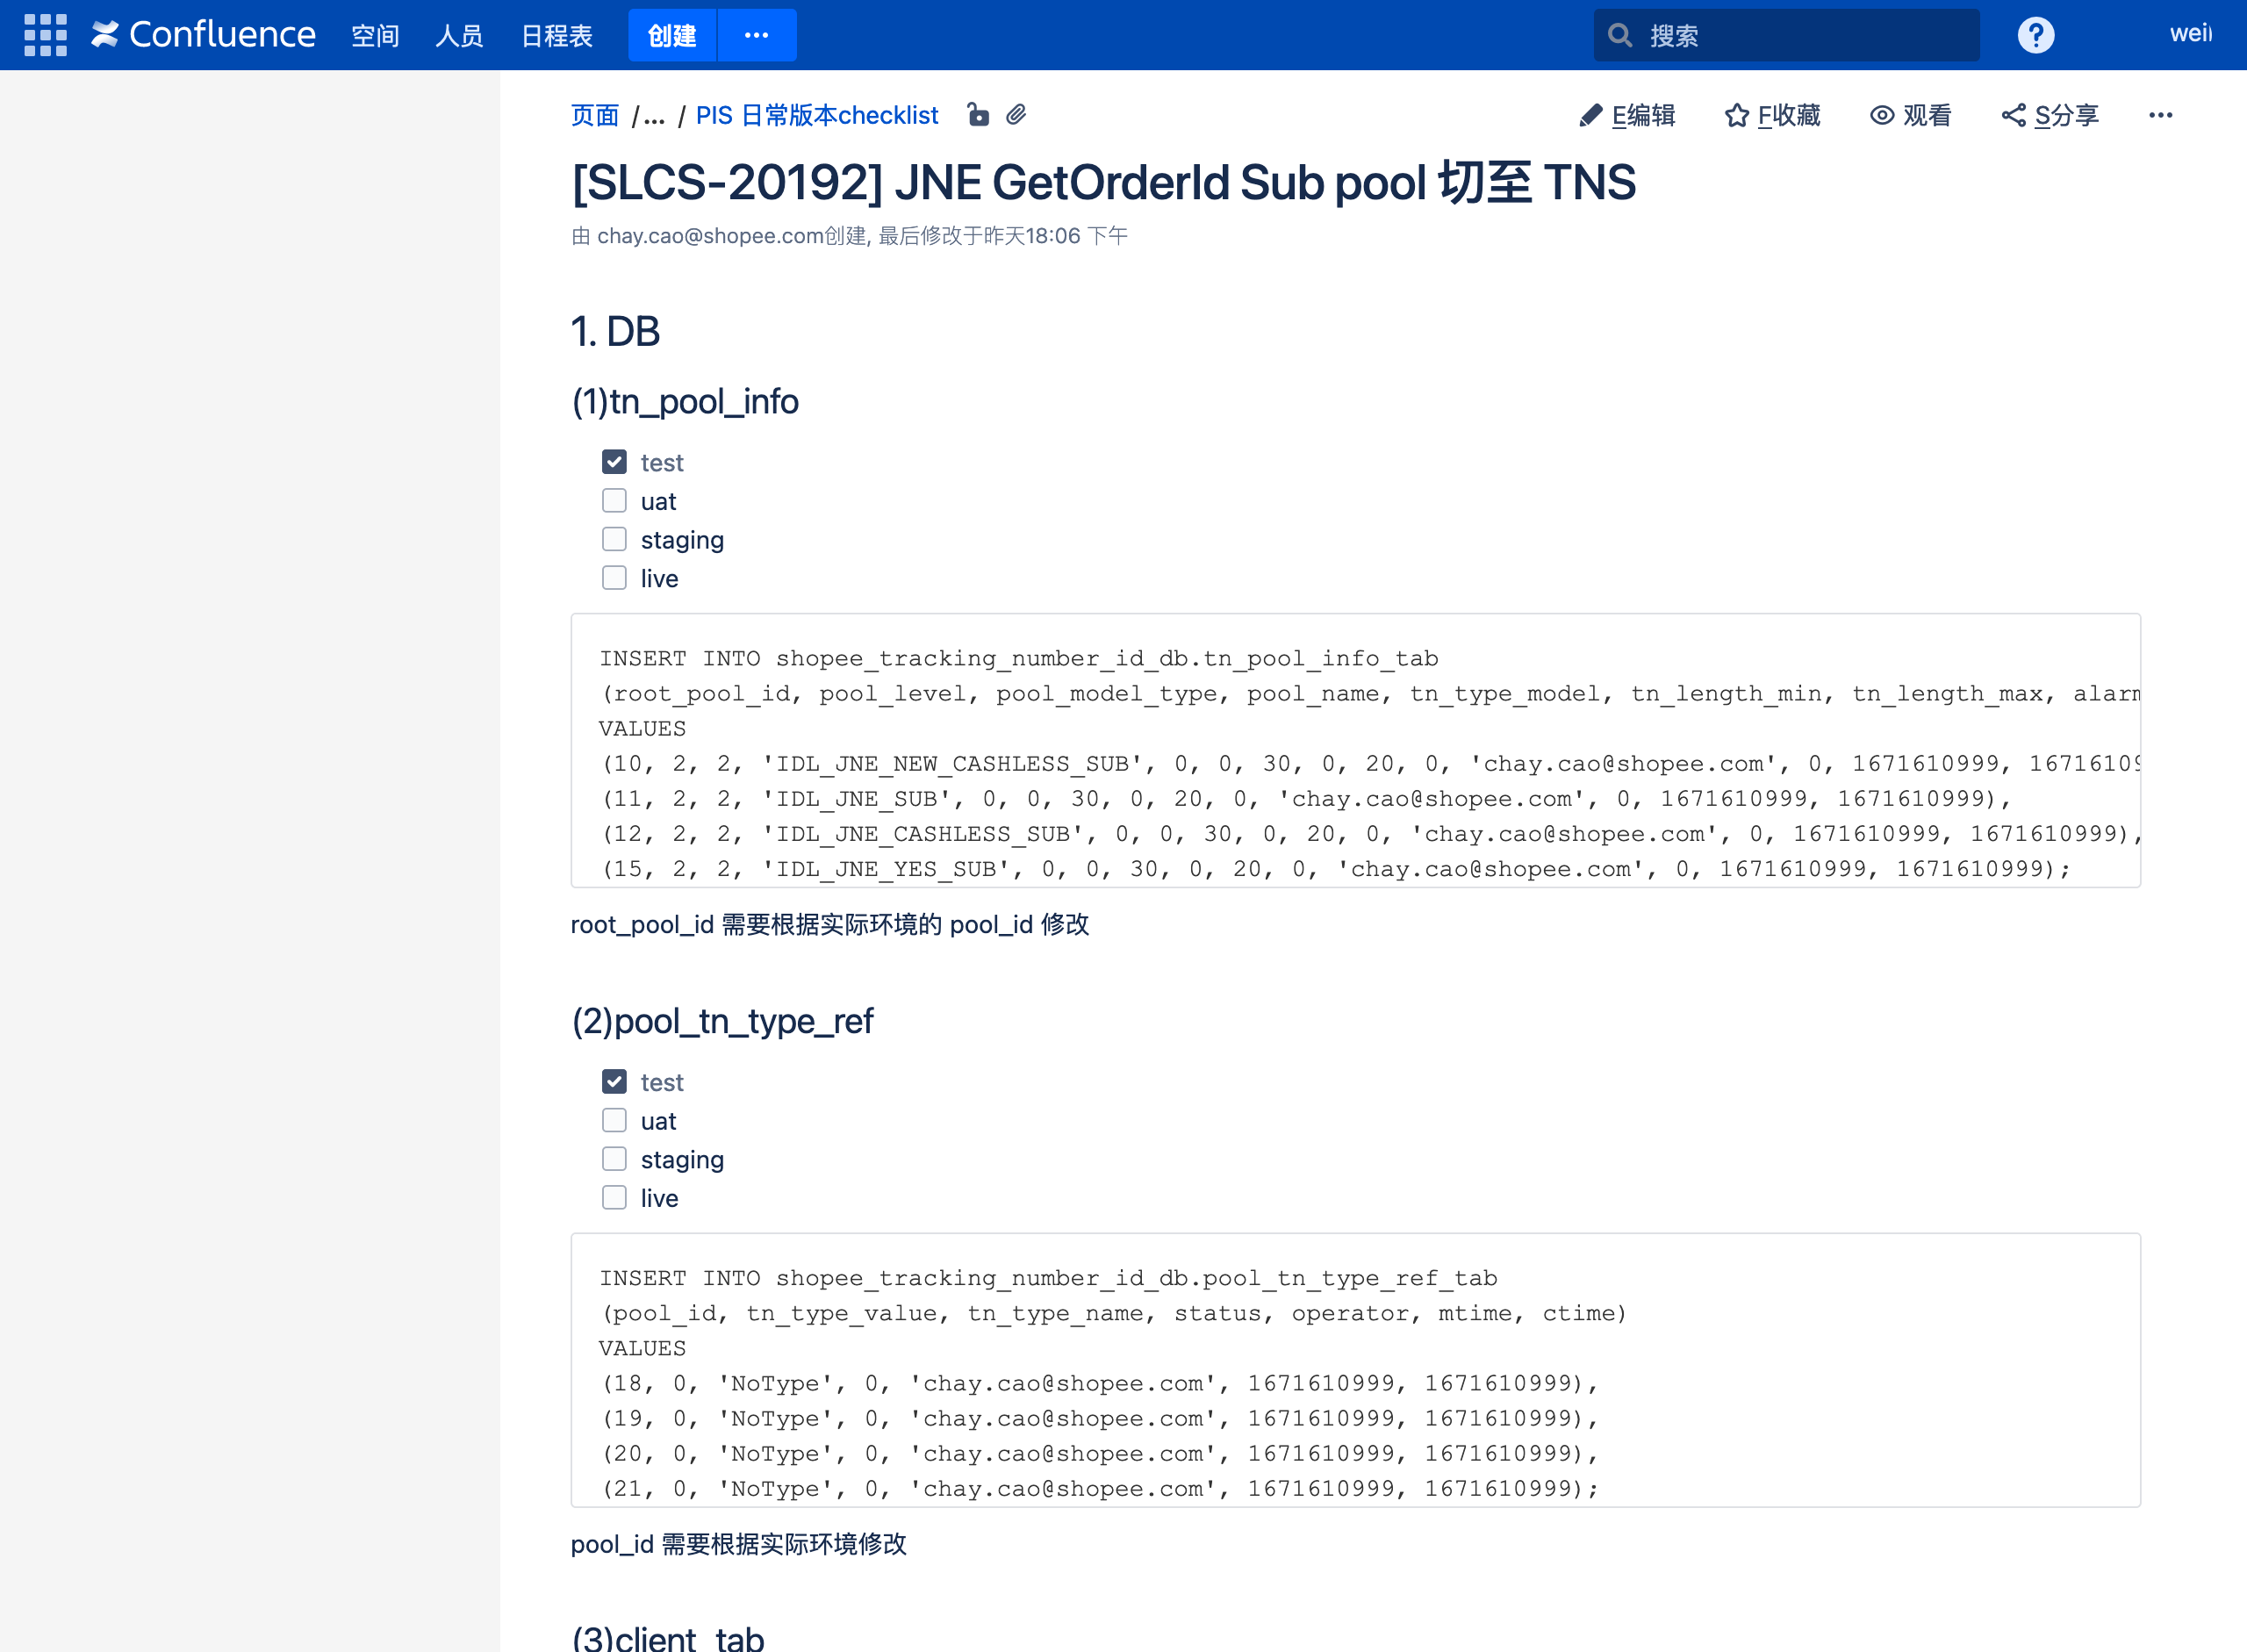 Confluence 空间 人员 日程表 创建 ··· 搜索 ? wei
页面 /... / PIS 日常版本checklist E编辑 F收藏 观看 S分享 ···
[SLCS-20192] JNE GetOrderId Sub pool 切至 TNS
由 chay.cao@shopee.com创建, 最后修改于昨天18:06 下午
1. DB
(1)tn_pool_info
test
uat
staging
live
INSERT INTO shopee_tracking_number_id_db.tn_pool_info_tab
(root_pool_id, pool_level, pool_model_type, pool_name, tn_type_model, tn_length_min, tn_length_max, alarm
VALUES
(10, 2, 2, 'IDL_JNE_NEW_CASHLESS_SUB', 0, 0, 30, 0, 20, 0, 'chay.cao@shopee.com', 0, 1671610999, 16716109
(11, 2, 2, 'IDL_JNE_SUB', 0, 0, 30, 0, 20, 0, 'chay.cao@shopee.com', 0, 1671610999, 1671610999),
(12, 2, 2, 'IDL_JNE_CASHLESS_SUB', 0, 0, 30, 0, 20, 0, 'chay.cao@shopee.com', 0, 1671610999, 1671610999),
(15, 2, 2, 'IDL_JNE_YES_SUB', 0, 0, 30, 0, 20, 0, 'chay.cao@shopee.com', 0, 1671610999, 1671610999);
root_pool_id 需要根据实际环境的 pool_id 修改
(2)pool_tn_type_ref
test
uat
staging
live
INSERT INTO shopee_tracking_number_id_db.pool_tn_type_ref_tab
(pool_id, tn_type_value, tn_type_name, status, operator, mtime, ctime)
VALUES
(18, 0, 'NoType', 0, 'chay.cao@shopee.com', 1671610999, 1671610999),
(19, 0, 'NoType', 0, 'chay.cao@shopee.com', 1671610999, 1671610999),
(20, 0, 'NoType', 0, 'chay.cao@shopee.com', 1671610999, 1671610999),
(21, 0, 'NoType', 0, 'chay.cao@shopee.com', 1671610999, 1671610999);
pool_id 需要根据实际环境修改
(3)client_tab